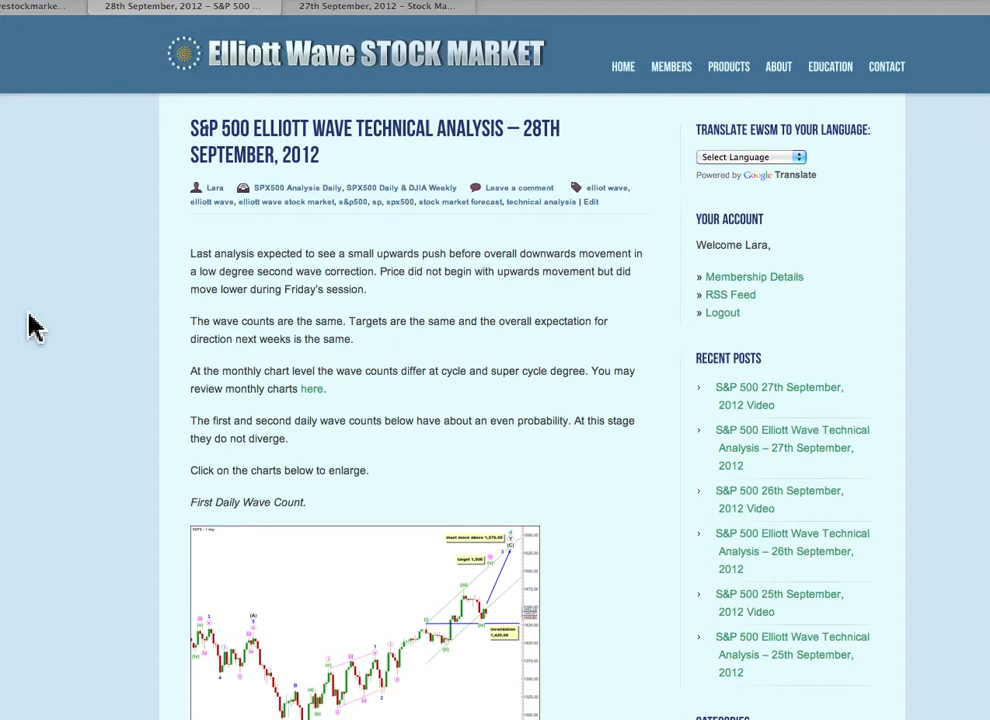 28th September, 2012 – S&P 500 ...
27th September, 2012 – Stock Ma...
Elliott Wave STOCK MARKET
HOME MEMBERS PRODUCTS ABOUT EDUCATION CONTACT
S&P 500 ELLIOTT WAVE TECHNICAL ANALYSIS – 28TH
SEPTEMBER, 2012
Lara SPX500 Analysis Daily, SPX500 Daily & DJIA Weekly Leave a comment elliot wave,
elliott wave, elliott wave stock market, s&p500, sp, spx500, stock market forecast, technical analysis | Edit
Last analysis expected to see a small upwards push before overall downwards movement in
a low degree second wave correction. Price did not begin with upwards movement but did
move lower during Friday's session.
The wave counts are the same. Targets are the same and the overall expectation for
direction next weeks is the same.
At the monthly chart level the wave counts differ at cycle and super cycle degree. You may
review monthly charts here.
The first and second daily wave counts below have about an even probability. At this stage
they do not diverge.
Click on the charts below to enlarge.
First Daily Wave Count.
must move above 1,576.09
target 1,508
invalidation
TRANSLATE EWSM TO YOUR LANGUAGE:
Select Language
Powered by Google Translate
YOUR ACCOUNT
Welcome Lara,
» Membership Details
» RSS Feed
» Logout
RECENT POSTS
› S&P 500 27th September,
2012 Video
› S&P 500 Elliott Wave Technical
Analysis – 27th September,
2012
› S&P 500 26th September,
2012 Video
› S&P 500 Elliott Wave Technical
Analysis – 26th September,
2012
› S&P 500 25th September,
2012 Video
› S&P 500 Elliott Wave Technical
Analysis – 25th September,
2012